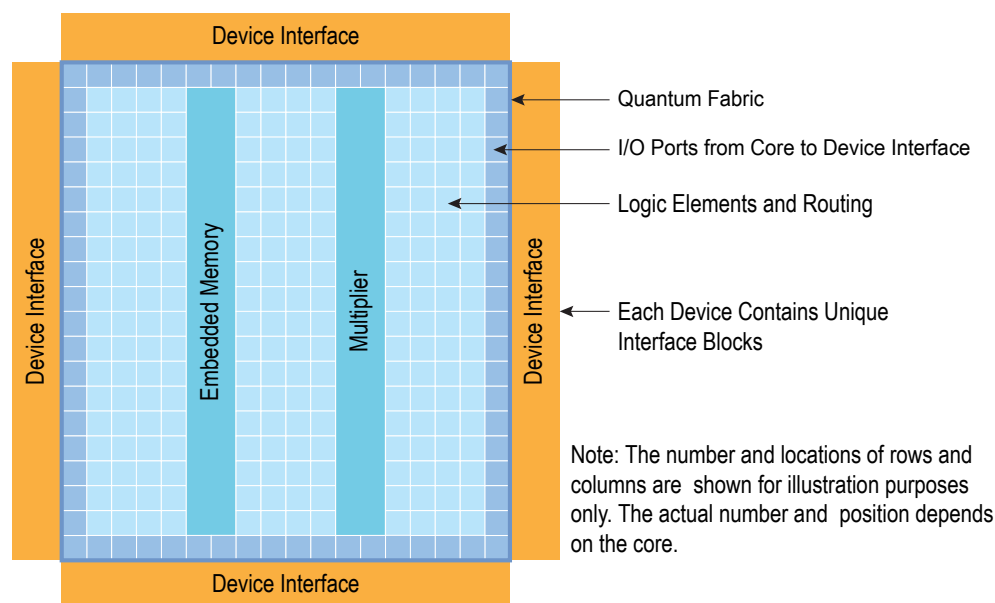 Device Interface
Quantum Fabric
I/O Ports from Core to Device Interface
Logic Elements and Routing
Device Interface
Embedded Memory
Multiplier
Device Interface
Each Device Contains Unique
Interface Blocks
Note: The number and locations of rows and
columns are shown for illustration purposes
only. The actual number and position depends
on the core.
Device Interface